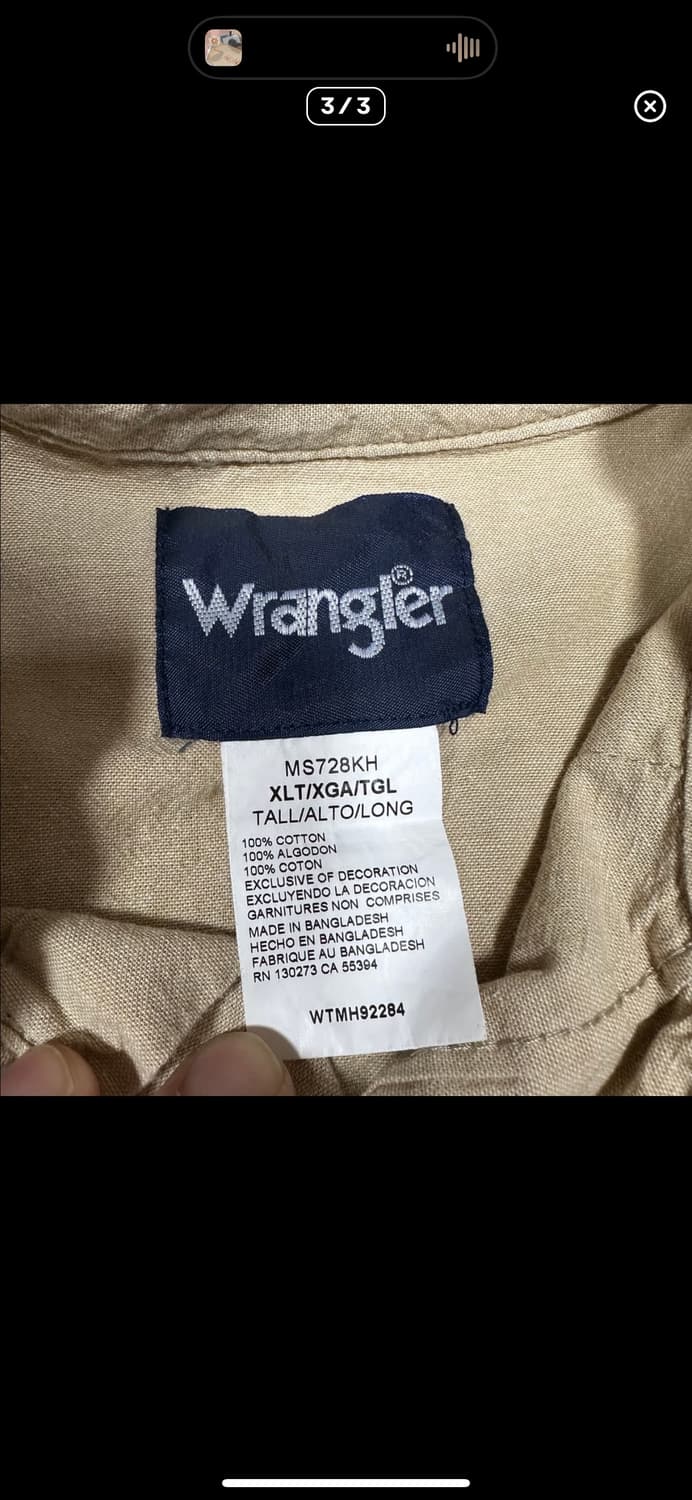 3/3
Wrangler®
MS728KH
XLT/XGA/TGL
TALL/ALTO/LONG
100% COTTON
100% ALGODON
100% COTON
EXCLUSIVE OF DECORATION
EXCLUYENDO LA DECORACION
GARNITURES NON COMPRISES
MADE IN BANGLADESH
HECHO EN BANGLADESH
FABRIQUE AU BANGLADESH
RN 130273 CA 55394
WTMH92284